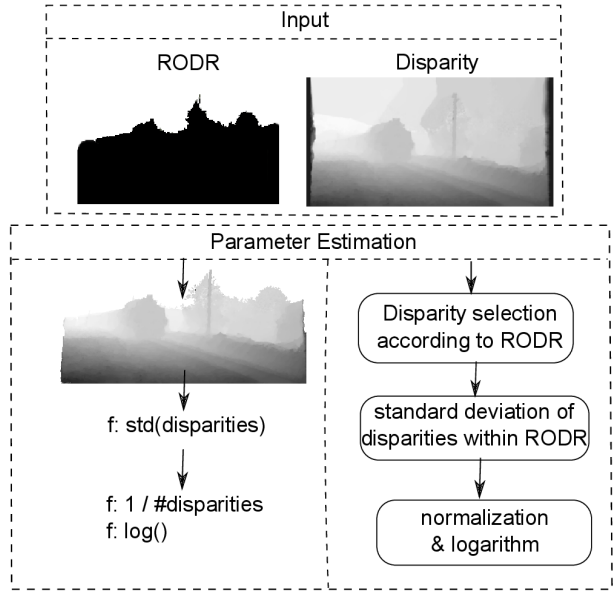 Input
RODR
Disparity
Parameter Estimation
f: std(disparities)
f: 1 / #disparities
f: log()
Disparity selection
according to RODR
standard deviation of
disparities within RODR
normalization
& logarithm